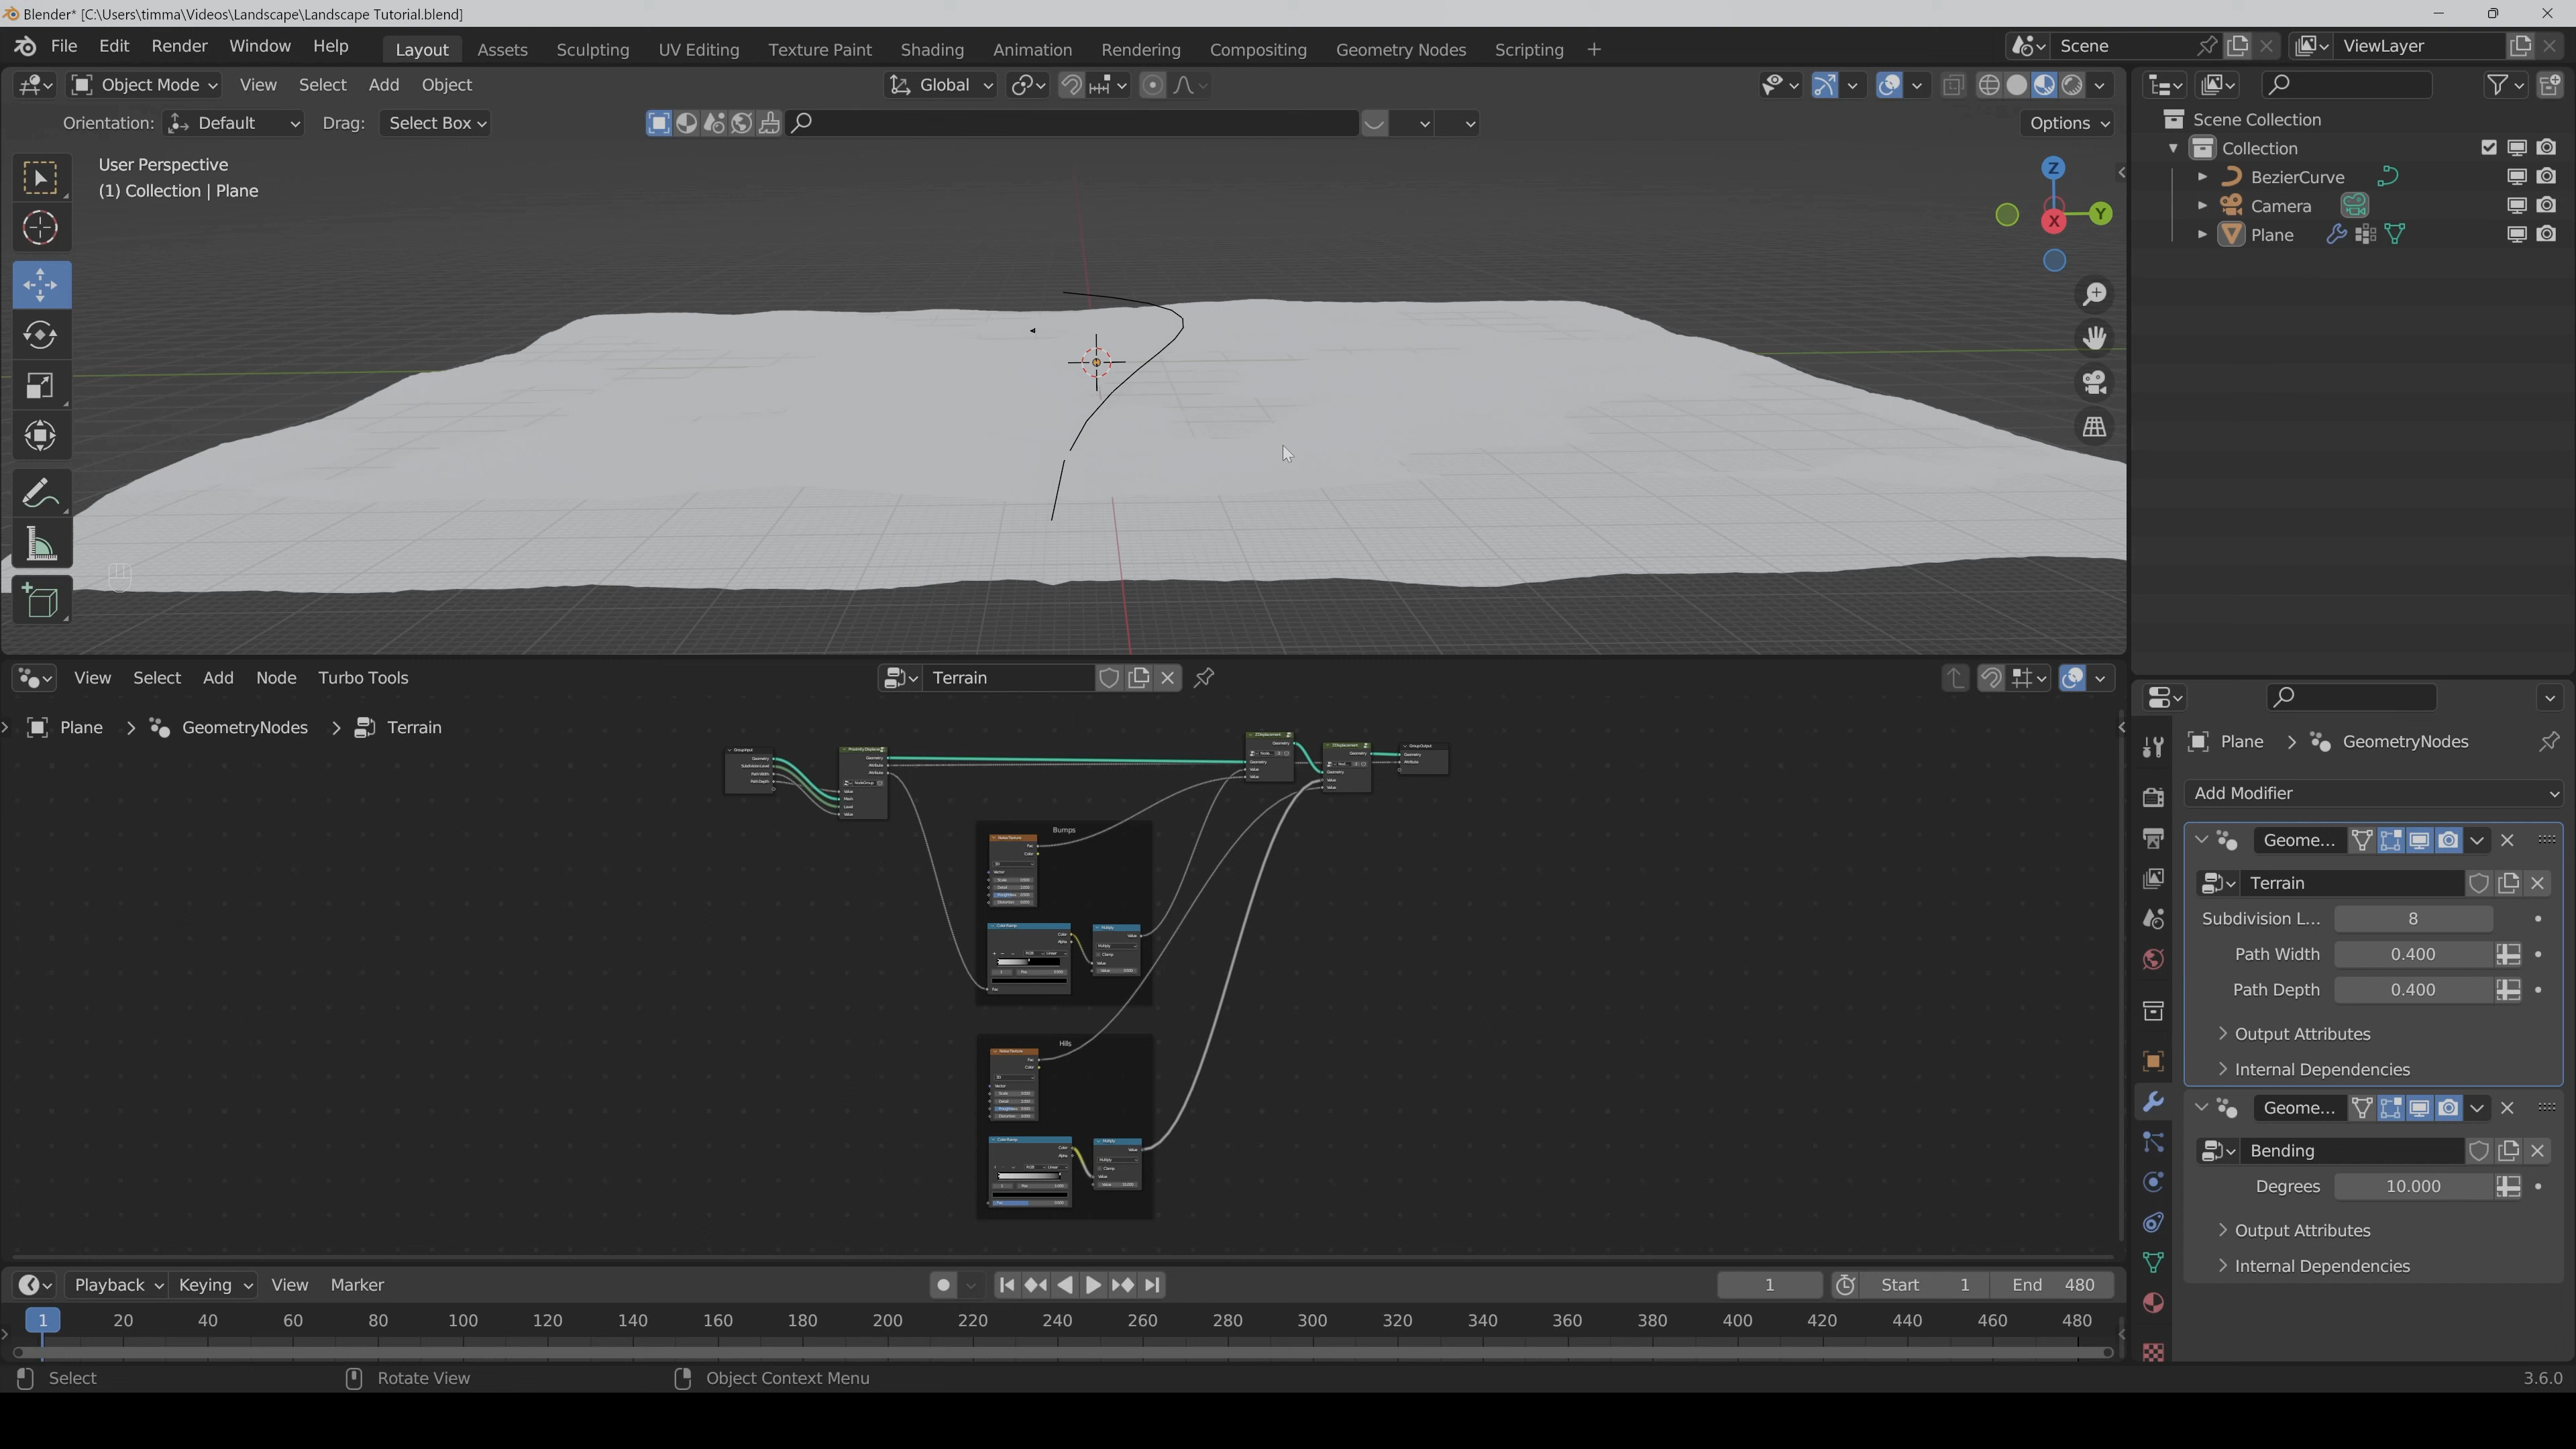 Blender* [C:\Users\timma\Videos\Landscape\Landscape Tutorial.blend]
File Edit Render Window Help
Layout Assets Sculpting UV Editing Texture Paint Shading Animation Rendering Compositing Geometry Nodes Scripting +
Scene
ViewLayer
Object Mode View Select Add Object
Global
Orientation: Default Drag: Select Box
Options
User Perspective
(1) Collection | Plane
Z
Y
X
Scene Collection
Collection
BezierCurve
Camera
Plane
View Select Add Node Turbo Tools
Terrain
Plane > GeometryNodes > Terrain
Bumps
Hills
Plane > GeometryNodes
Add Modifier
Geome...
Terrain
Subdivision L... 8
Path Width 0.400
Path Depth 0.400
Output Attributes
Internal Dependencies
Geome...
Bending
Degrees 10.000
Output Attributes
Internal Dependencies
Playback Keying View Marker
1
Start 1
End 480
1 20 40 60 80 100 120 140 160 180 200 220 240 260 280 300 320 340 360 380 400 420 440 460 480
Select
Rotate View
Object Context Menu
3.6.0